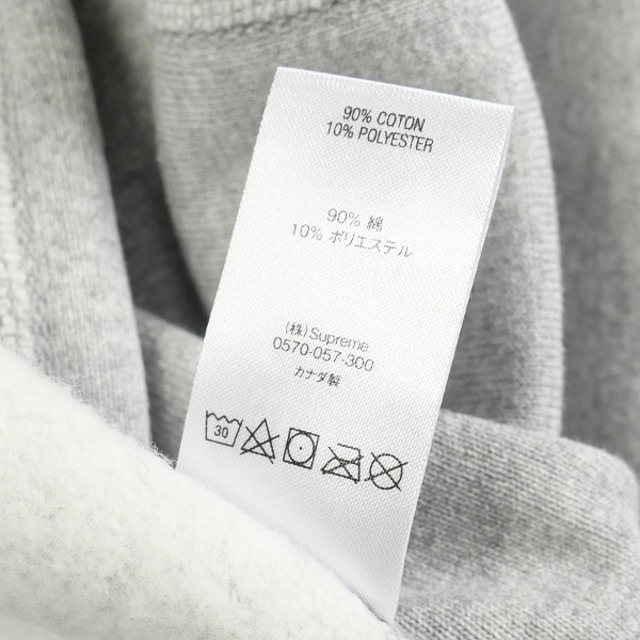 90% COTTON
10% POLYESTER
90% 綿
10% ポリエステル
(株)Supreme
0570-057-300
カナダ製
30